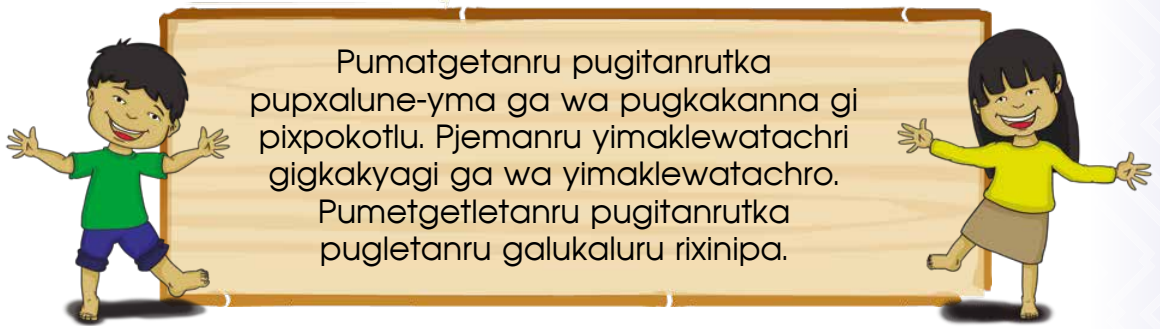 Pumatgetanru pugitanrutka
pupxalune-yma ga wa pugkakanna gi
pixpokotlu. Pjemanru yimaklewatachri
gigkakyagi ga wa yimaklewatachro.
Pumetgetletanru pugitanrutka
pugletanru galukaluru rixinipa.